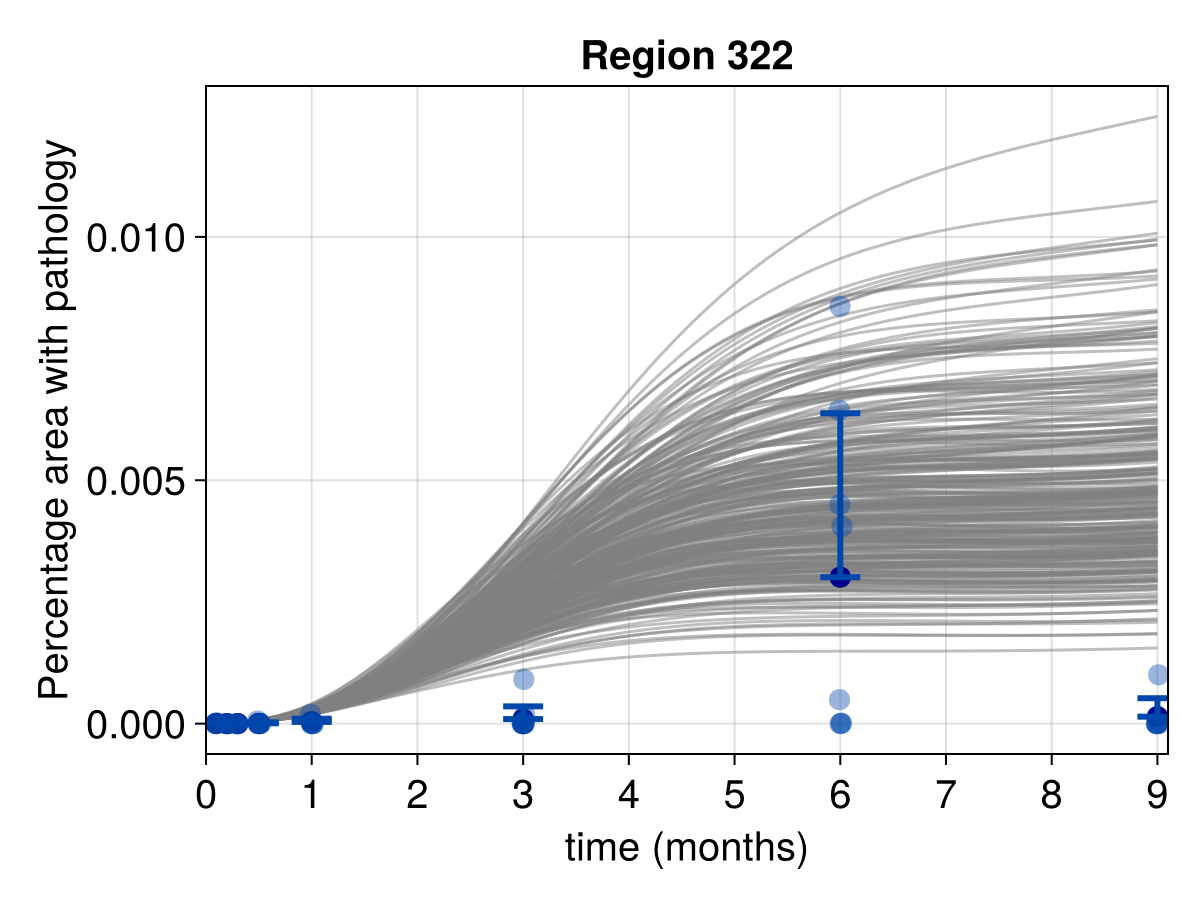 Region 322
Percentage area with pathology
0.010
0.005
0.000
0 1 2 3 4 5 6 7 8 9
time (months)